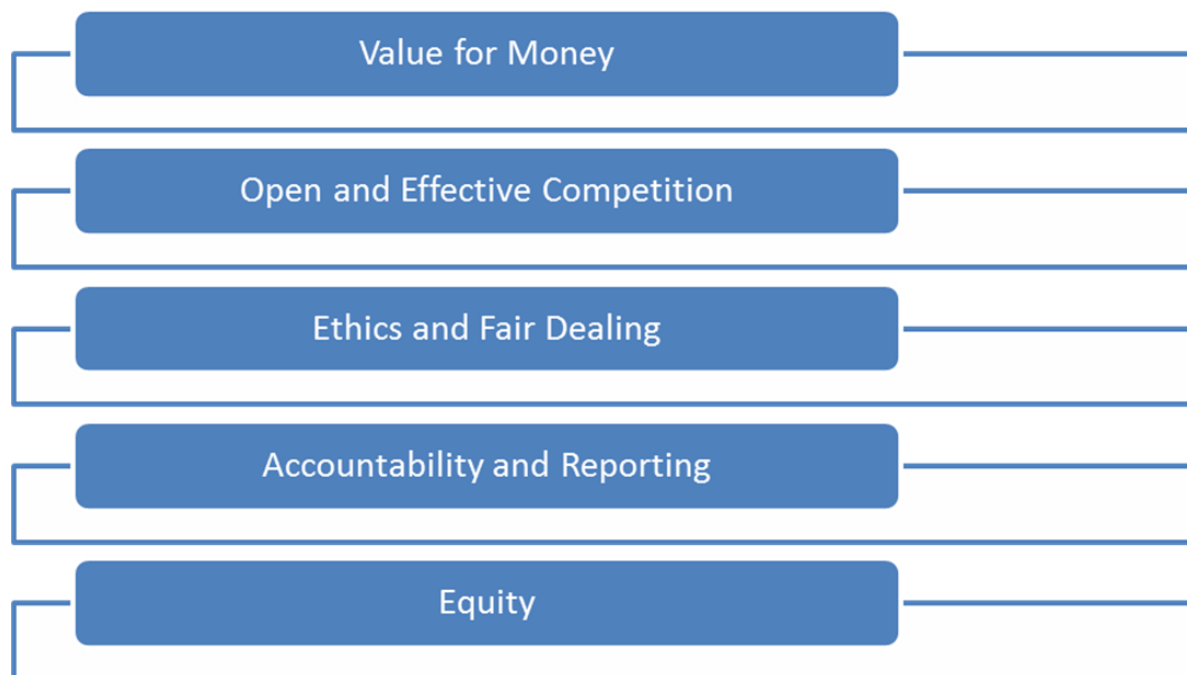 Value for Money
Open and Effective Competition
Ethics and Fair Dealing
Accountability and Reporting
Equity